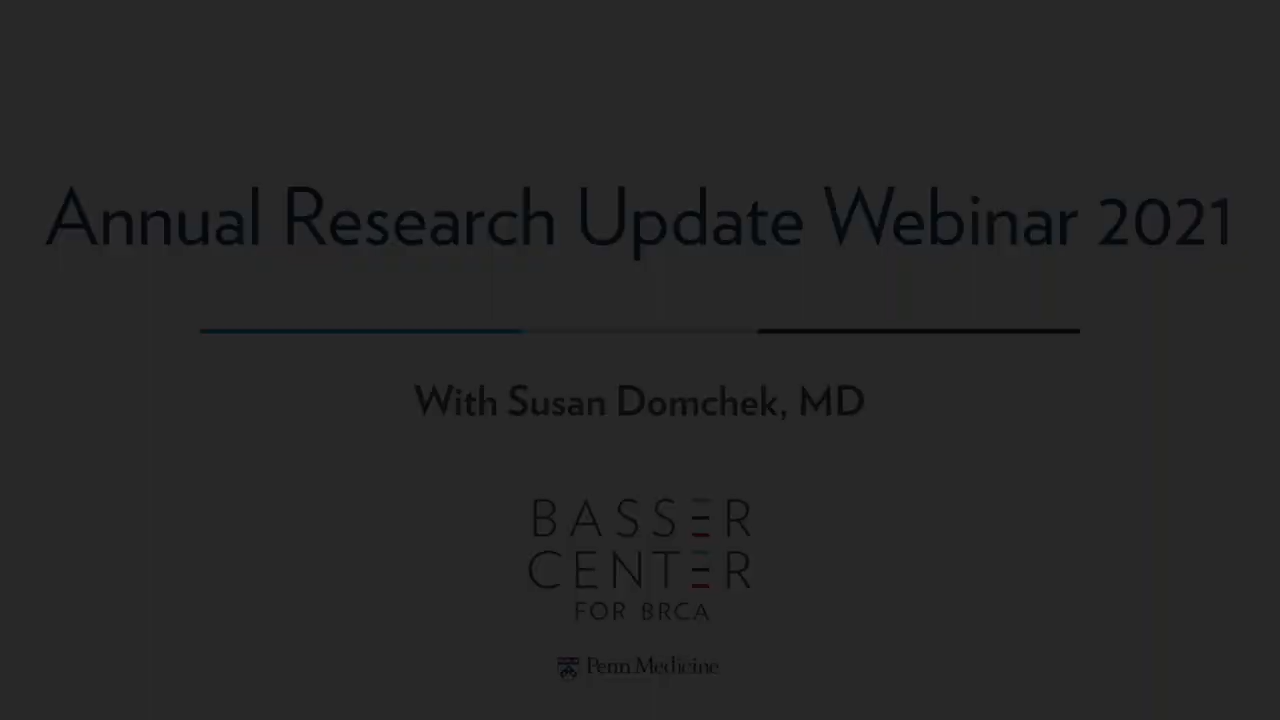 Annual Research Update Webinar 2021
With Susan Domchek, MD
BASSER
CENTER
FOR BRCA
Penn Medicine